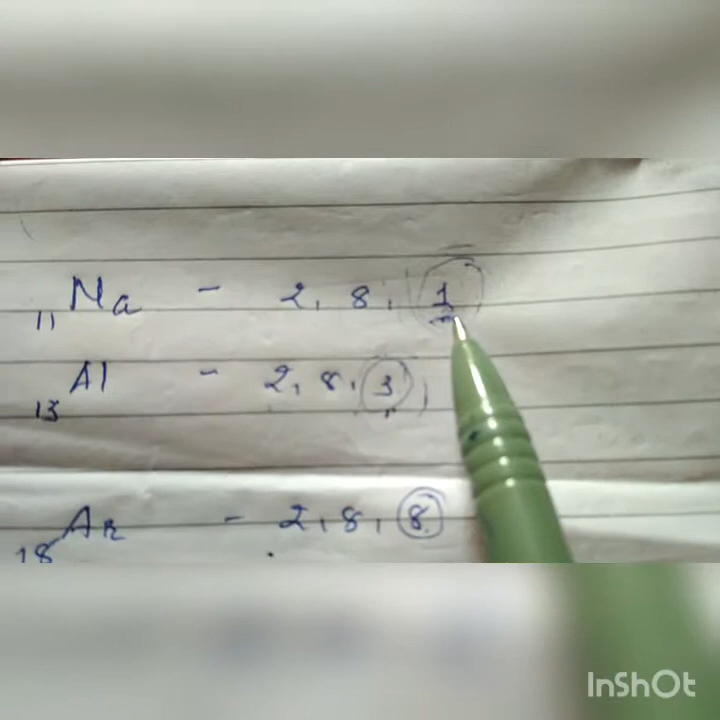 ₁₁Na - 2, 8, 1
₁₃Al - 2, 8, 3
₁₈Ar - 2, 8, 8
InShOt